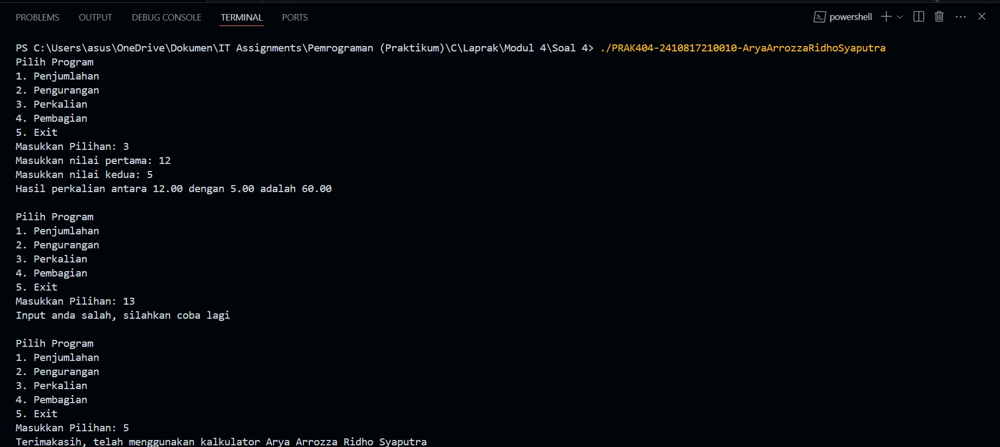 PROBLEMS OUTPUT DEBUG CONSOLE TERMINAL PORTS powershell
PS C:\Users\asus\OneDrive\Dokumen\IT Assignments\Pemrograman (Praktikum)\C\Laprak\Modul 4\Soal 4> ./PRAK404-2410817210010-AryaArrozzaRidhoSyaputra
Pilih Program
1. Penjumlahan
2. Pengurangan
3. Perkalian
4. Pembagian
5. Exit
Masukkan Pilihan: 3
Masukkan nilai pertama: 12
Masukkan nilai kedua: 5
Hasil perkalian antara 12.00 dengan 5.00 adalah 60.00
Pilih Program
1. Penjumlahan
2. Pengurangan
3. Perkalian
4. Pembagian
5. Exit
Masukkan Pilihan: 13
Input anda salah, silahkan coba lagi
Pilih Program
1. Penjumlahan
2. Pengurangan
3. Perkalian
4. Pembagian
5. Exit
Masukkan Pilihan: 5
Terimakasih, telah menggunakan kalkulator Arya Arrozza Ridho Syaputra